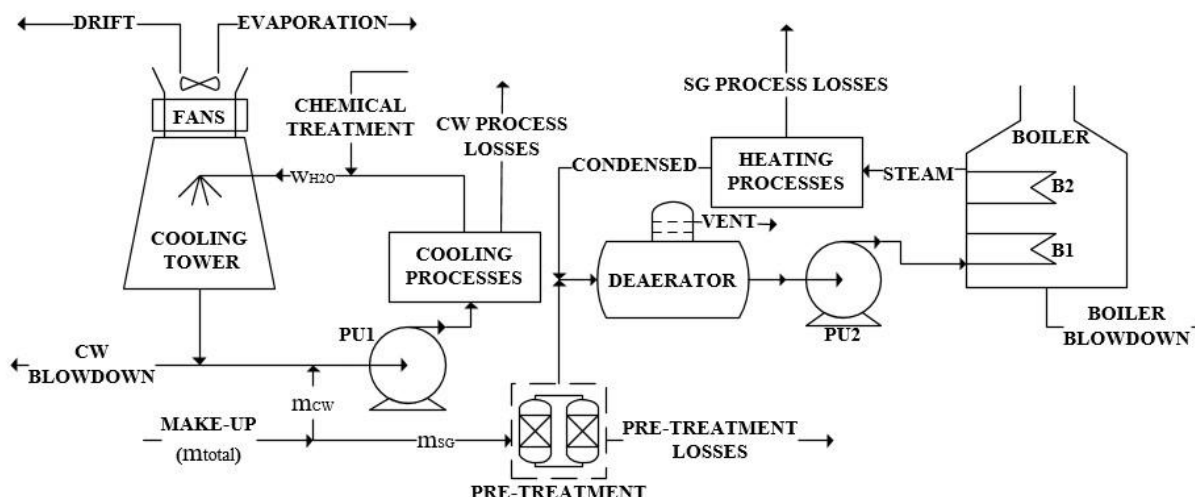 DRIFT
EVAPORATION
FANS
CHEMICAL
TREATMENT
CW PROCESS
LOSSES
WH2O
COOLING
TOWER
COOLING
PROCESSES
PU1
CW
BLOWDOWN
mCW
MAKE-UP
(mtotal)
mSG
SG PROCESS LOSSES
CONDENSED
HEATING
PROCESSES
STEAM
BOILER
B2
B1
VENT
DEAERATOR
PU2
BOILER
BLOWDOWN
PRE-TREATMENT
LOSSES
PRE-TREATMENT